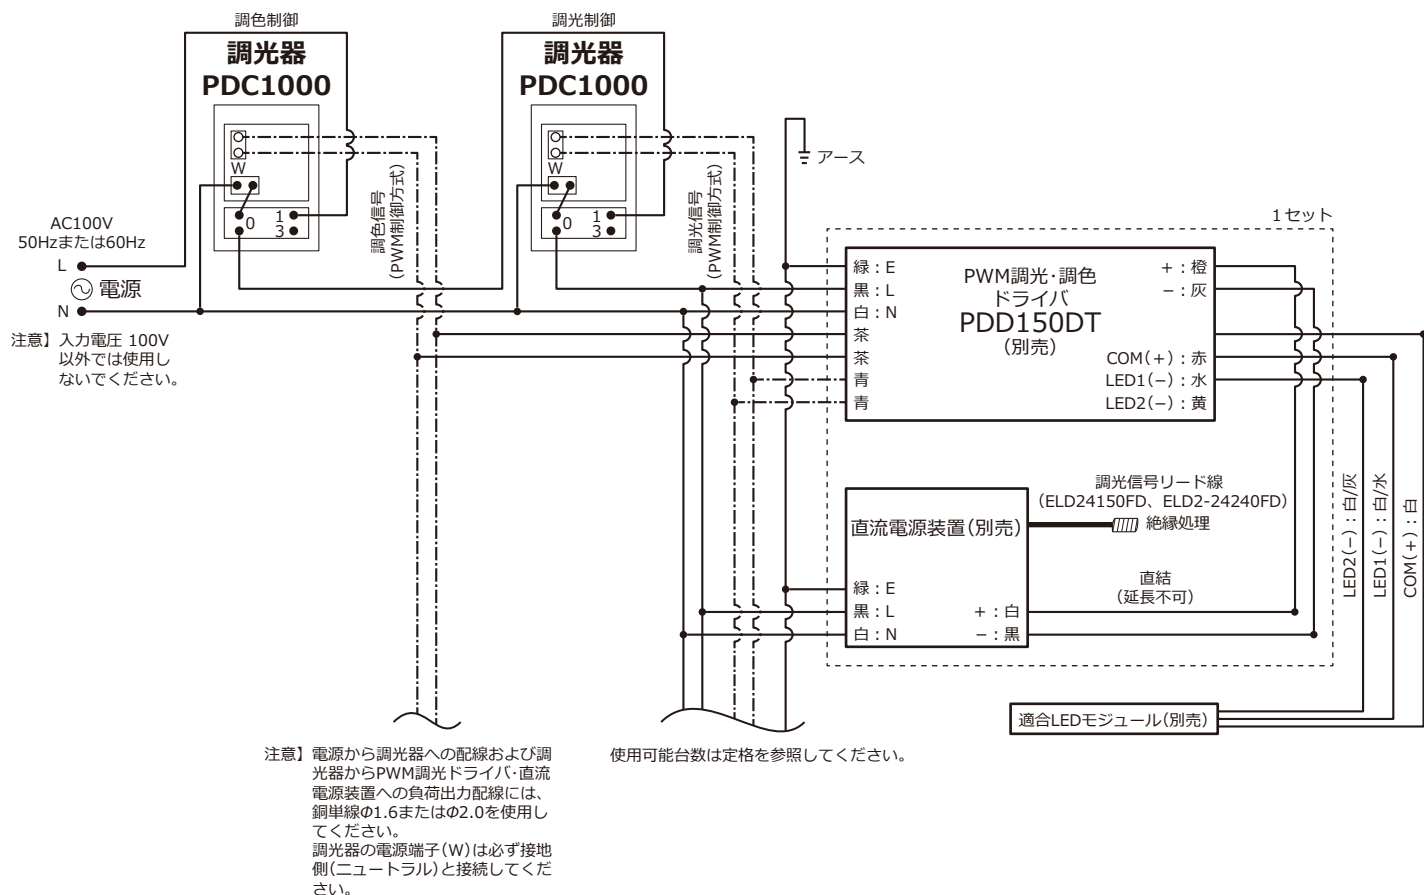 調色制御
調光器
PDC1000
W
0
1
3
調色信号
(PWM制御方式)
調光制御
調光器
PDC1000
W
0
1
3
調光信号
(PWM制御方式)
アース
AC100V
50Hzまたは60Hz
L
電源
N
注意】入力電圧 100V
以外では使用し
ないでください。
1セット
緑：E
黒：L
白：N
茶
茶
青
青
PWM調光・調色
ドライバ
PDD150DT
(別売)
+：橙
−：灰
COM(+)：赤
LED1(−)：水
LED2(−)：黄
直流電源装置(別売)
緑：E
黒：L
白：N
+：白
−：黒
調光信号リード線
(ELD24150FD、ELD2-24240FD)
絶縁処理
直結
(延長不可)
LED2(−)：白/灰
LED1(−)：白/水
COM(+)：白
適合LEDモジュール(別売)
注意】電源から調光器への配線および調
光器からPWM調光ドライバ・直流
電源装置への負荷出力配線には、
銅単線Φ1.6またはΦ2.0を使用し
てください。
調光器の電源端子(W)は必ず接地
側(ニュートラル)と接続してくだ
さい。
使用可能台数は定格を参照してください。